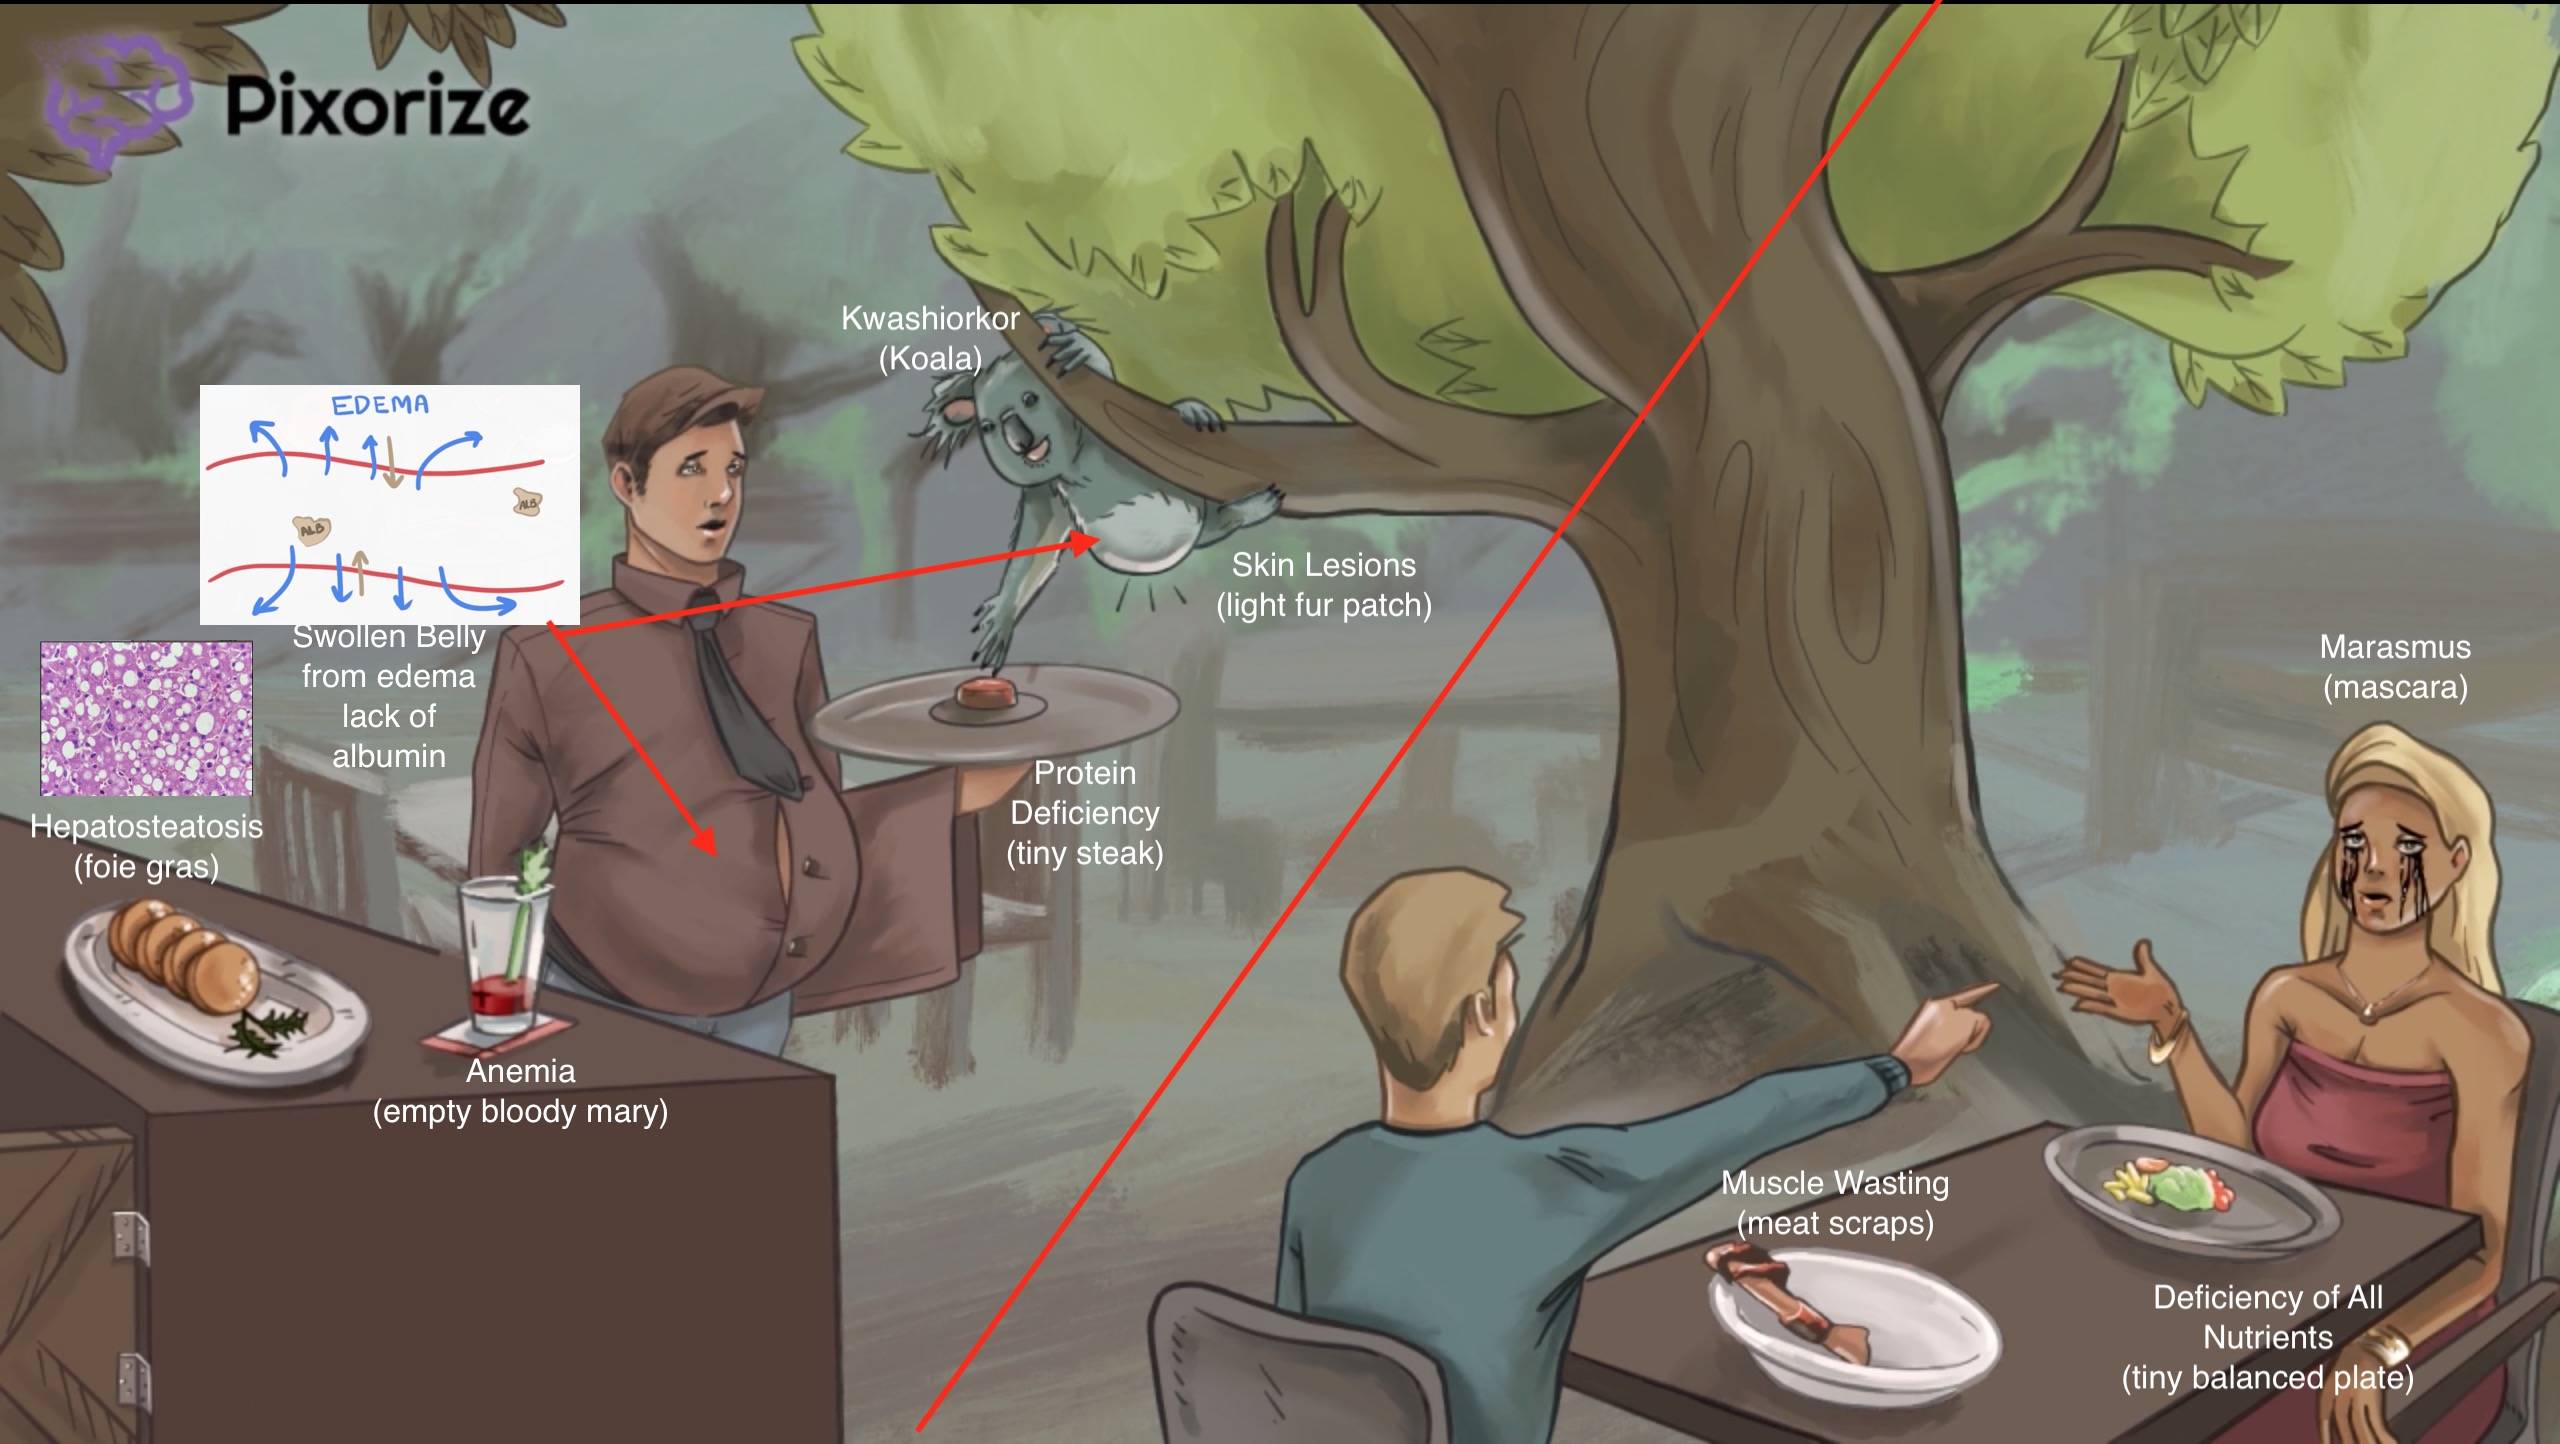 Pixorize
Kwashiorkor
(Koala)
EDEMA
ALB
ALB
Skin Lesions
(light fur patch)
Swollen Belly
from edema
lack of
albumin
Marasmus
(mascara)
Protein
Deficiency
(tiny steak)
Hepatosteatosis
(foie gras)
Anemia
(empty bloody mary)
Muscle Wasting
(meat scraps)
Deficiency of All
Nutrients
(tiny balanced plate)